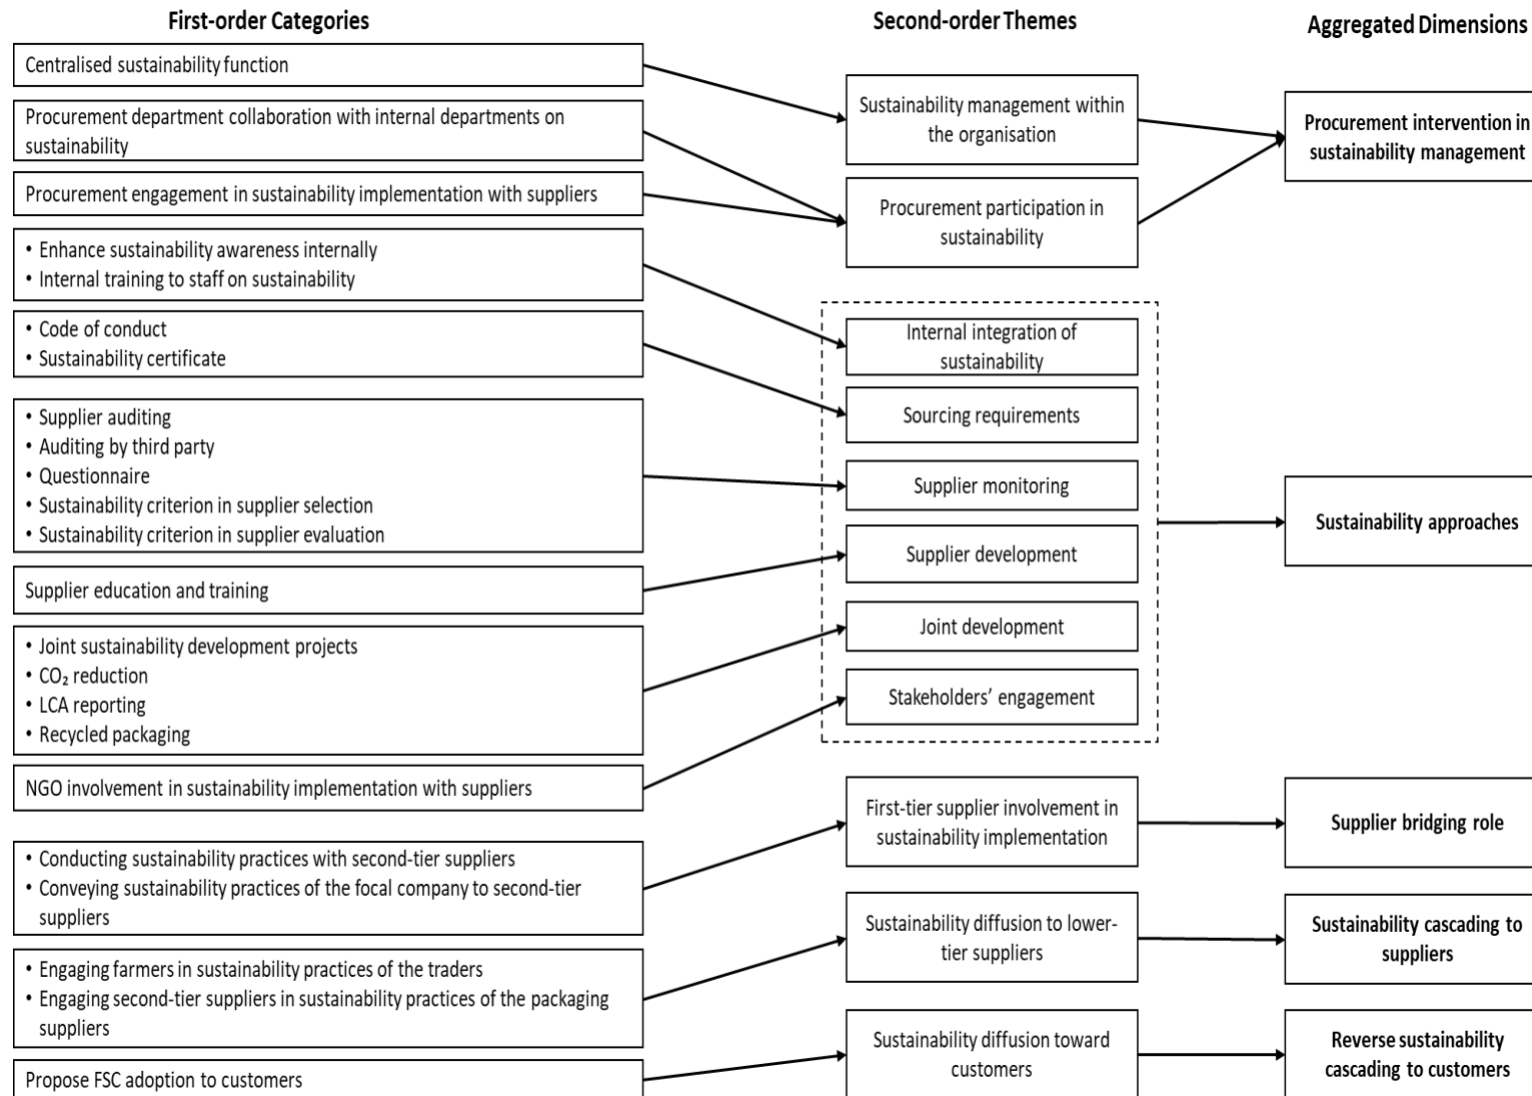 First-order Categories
Second-order Themes
Aggregated Dimensions
Centralised sustainability function
Procurement department collaboration with internal departments on
sustainability
Procurement engagement in sustainability implementation with suppliers
• Enhance sustainability awareness internally
• Internal training to staff on sustainability
• Code of conduct
• Sustainability certificate
• Supplier auditing
• Auditing by third party
• Questionnaire
• Sustainability criterion in supplier selection
• Sustainability criterion in supplier evaluation
Supplier education and training
• Joint sustainability development projects
• CO₂ reduction
• LCA reporting
• Recycled packaging
NGO involvement in sustainability implementation with suppliers
• Conducting sustainability practices with second-tier suppliers
• Conveying sustainability practices of the focal company to second-tier
suppliers
• Engaging farmers in sustainability practices of the traders
• Engaging second-tier suppliers in sustainability practices of the packaging
suppliers
Propose FSC adoption to customers
Sustainability management within
the organisation
Procurement participation in
sustainability
Internal integration of
sustainability
Sourcing requirements
Supplier monitoring
Supplier development
Joint development
Stakeholders’ engagement
First-tier supplier involvement in
sustainability implementation
Sustainability diffusion to lower-
tier suppliers
Sustainability diffusion toward
customers
Procurement intervention in
sustainability management
Sustainability approaches
Supplier bridging role
Sustainability cascading to
suppliers
Reverse sustainability
cascading to customers